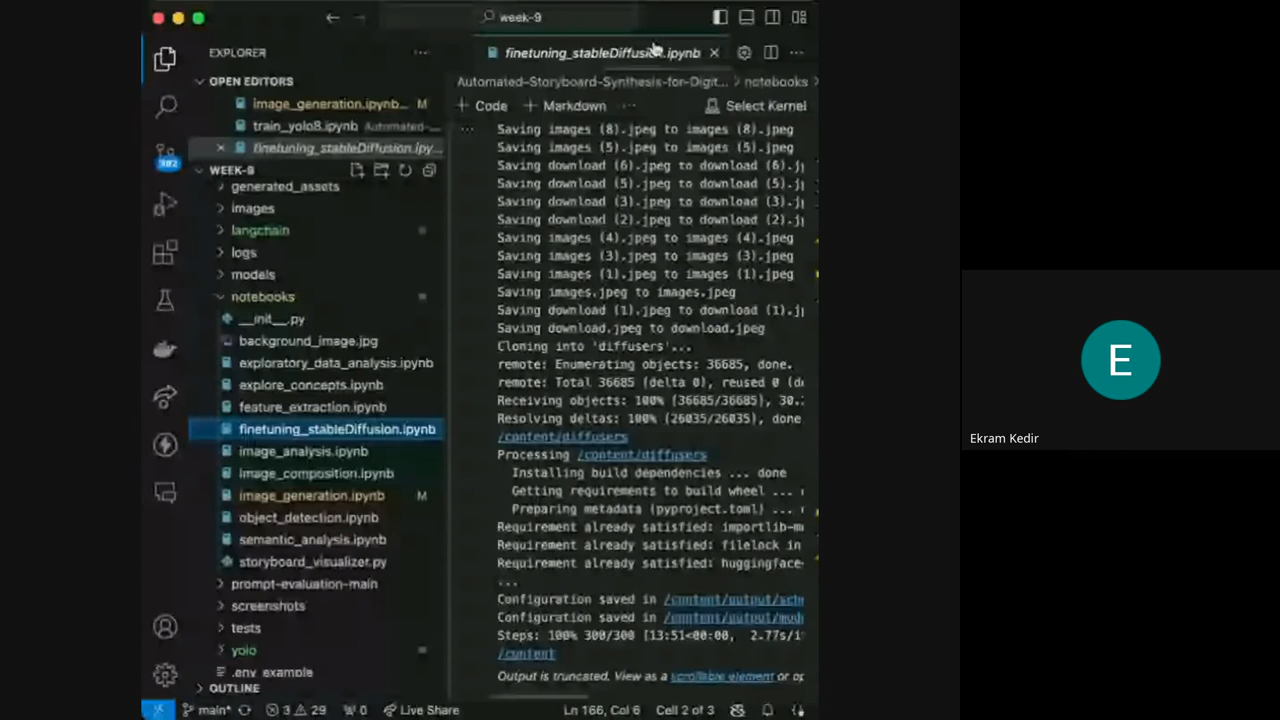 week-9
EXPLORER
OPEN EDITORS
image_generation.ipynb... M
train_yolo8.ipynb Automated-...
finetuning_stableDiffusion.ipy...
WEEK-9
generated_assets
images
langchain
logs
models
notebooks
__init__.py
background_image.jpg
exploratory_data_analysis.ipynb
explore_concepts.ipynb
feature_extraction.ipynb
finetuning_stableDiffusion.ipynb
image_analysis.ipynb
image_composition.ipynb
image_generation.ipynb M
object_detection.ipynb
semantic_analysis.ipynb
storyboard_visualizer.py
prompt-evaluation-main
screenshots
tests
yolo
.env_example
OUTLINE
main* 3 29 0 Live Share
finetuning_stableDiffusion.ipynb
Automated-Storyboard-Synthesis-for-Digit... > notebooks >
+ Code + Markdown ... Select Kernel
Saving images (8).jpeg to images (8).jpeg
Saving images (5).jpeg to images (5).jpeg
Saving download (6).jpeg to download (6).j
Saving download (5).jpeg to download (5).j
Saving download (3).jpeg to download (3).j
Saving download (2).jpeg to download (2).j
Saving images (4).jpeg to images (4).jpeg
Saving images (3).jpeg to images (3).jpeg
Saving images (1).jpeg to images (1).jpeg
Saving images.jpeg to images.jpeg
Saving download (1).jpeg to download (1).j
Saving download.jpeg to download.jpeg
Cloning into 'diffusers'...
remote: Enumerating objects: 36685, done.
remote: Total 36685 (delta 0), reused 0 (de
Receiving objects: 100% (36685/36685), 30.
Resolving deltas: 100% (26035/26035), done
/content/diffusers
Processing /content/diffusers
Installing build dependencies ... done
Getting requirements to build wheel ...
Preparing metadata (pyproject.toml) ...
Requirement already satisfied: importlib-m
Requirement already satisfied: filelock in
Requirement already satisfied: huggingface-
...
Configuration saved in /content/output/sche
Configuration saved in /content/output/mod
Steps: 100% 300/300 [13:51<00:00, 2.77s/i
/content
Output is truncated. View as a scrollable element or op
Ln 166, Col 6 Cell 2 of 3
E
Ekram Kedir